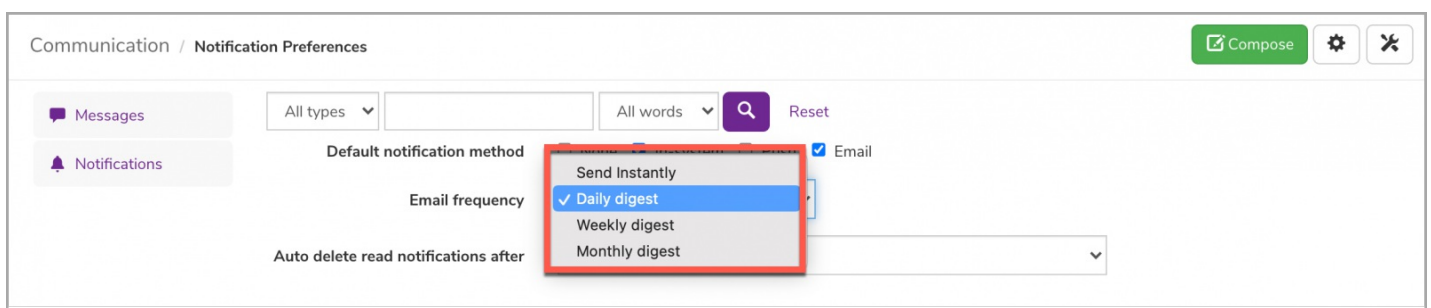 Communication / Notification Preferences
Compose
Messages
Notifications
All types
All words
Reset
Default notification method
Email
Email frequency
Send Instantly
Daily digest
Weekly digest
Monthly digest
Auto delete read notifications after